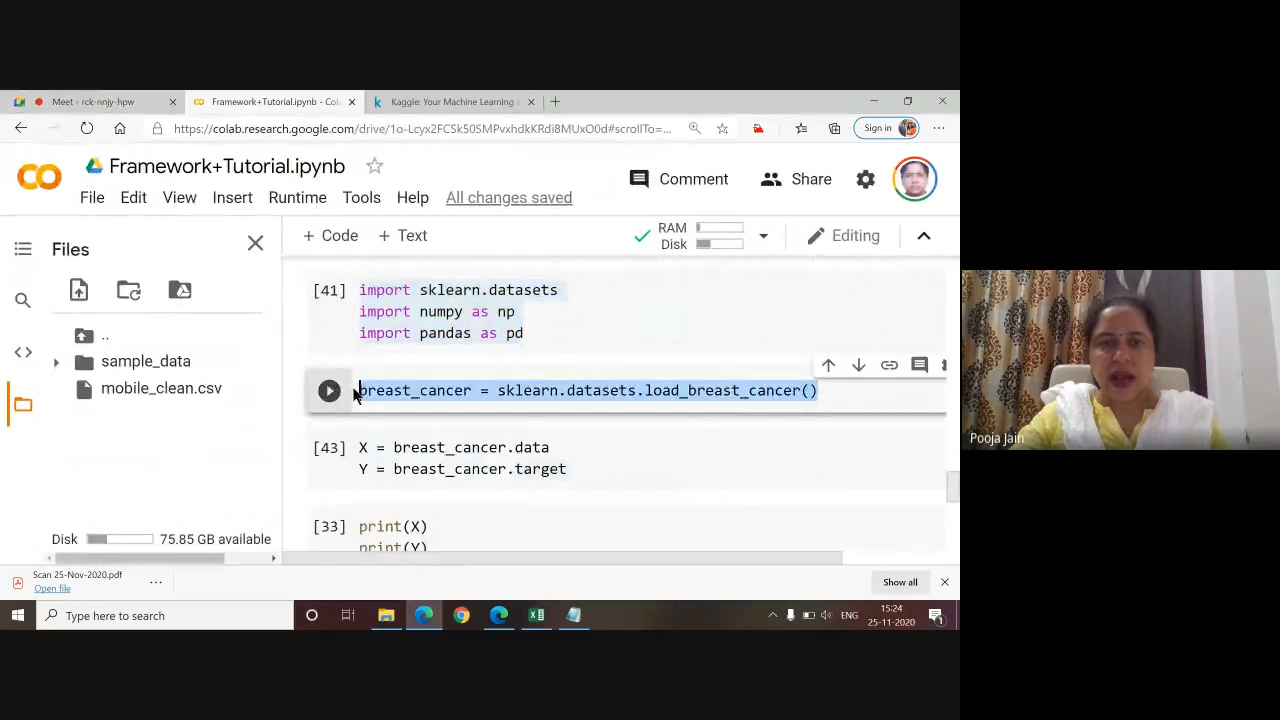 Meet - rck-nnjy-hpw
Framework+Tutorial.ipynb - Col
Kaggle: Your Machine Learning a
https://colab.research.google.com/drive/1o-Lcyx2FCSk50SMPvxhdkKRdi8MUxO0d#scrollTo=...
Sign in
CO
Framework+Tutorial.ipynb
Comment
Share
File Edit View Insert Runtime Tools Help All changes saved
Files
+ Code + Text
RAM
Disk
Editing
..
sample_data
mobile_clean.csv
Disk
75.85 GB available
[41] import sklearn.datasets
import numpy as np
import pandas as pd
breast_cancer = sklearn.datasets.load_breast_cancer()
[43] X = breast_cancer.data
Y = breast_cancer.target
[33] print(X)
print(Y)
Pooja Jain
Scan 25-Nov-2020.pdf
Open file
...
Show all
Type here to search
ENG
15:24
25-11-2020
1